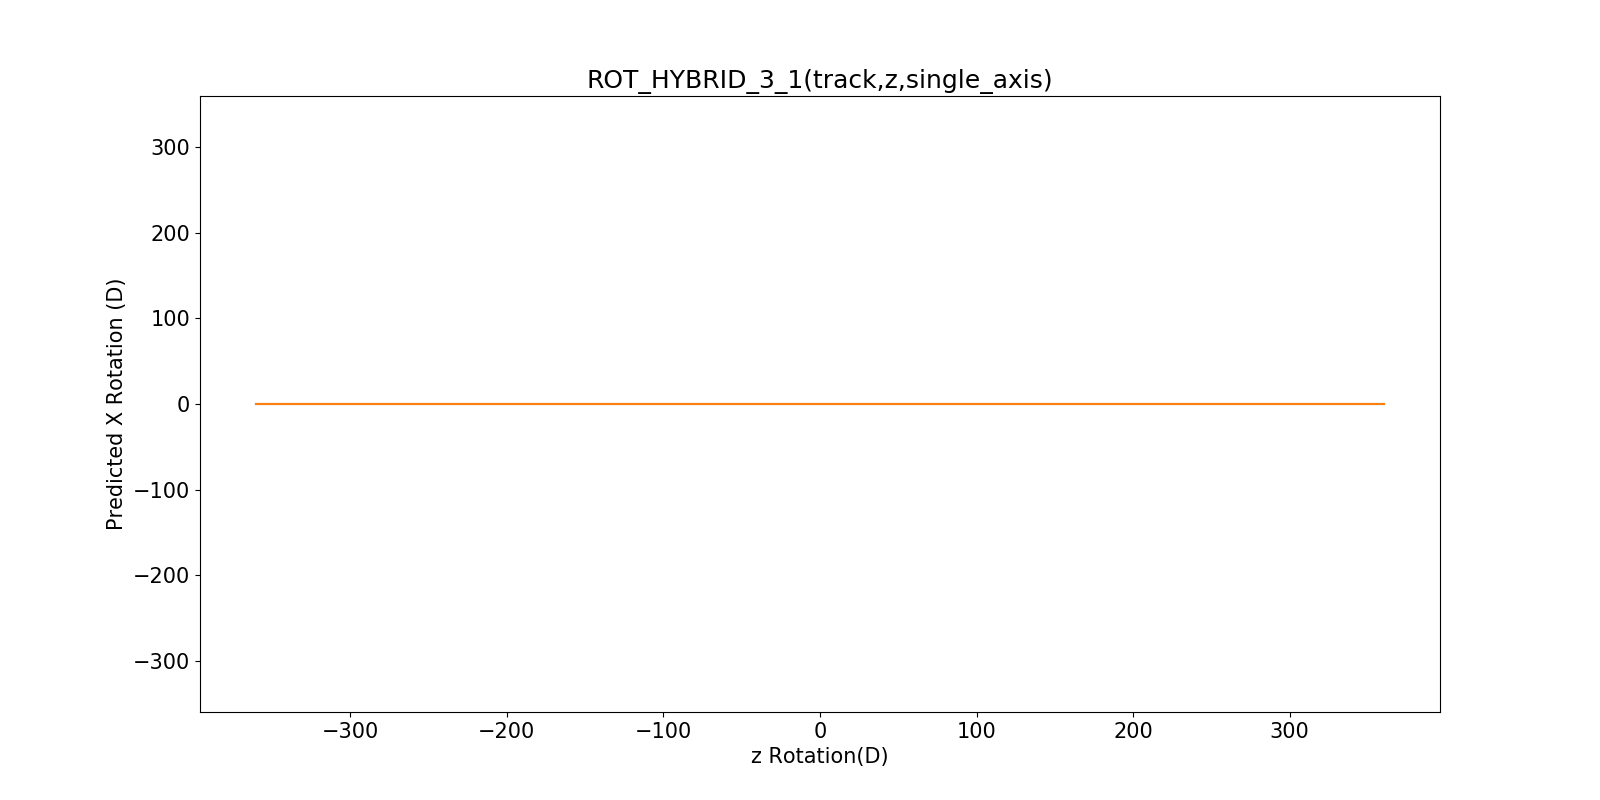 ROT_HYBRID_3_1(track,z,single_axis)
300
200
100
0
−100
−200
−300
Predicted X Rotation (D)
−300 −200 −100 0 100 200 300
z Rotation(D)